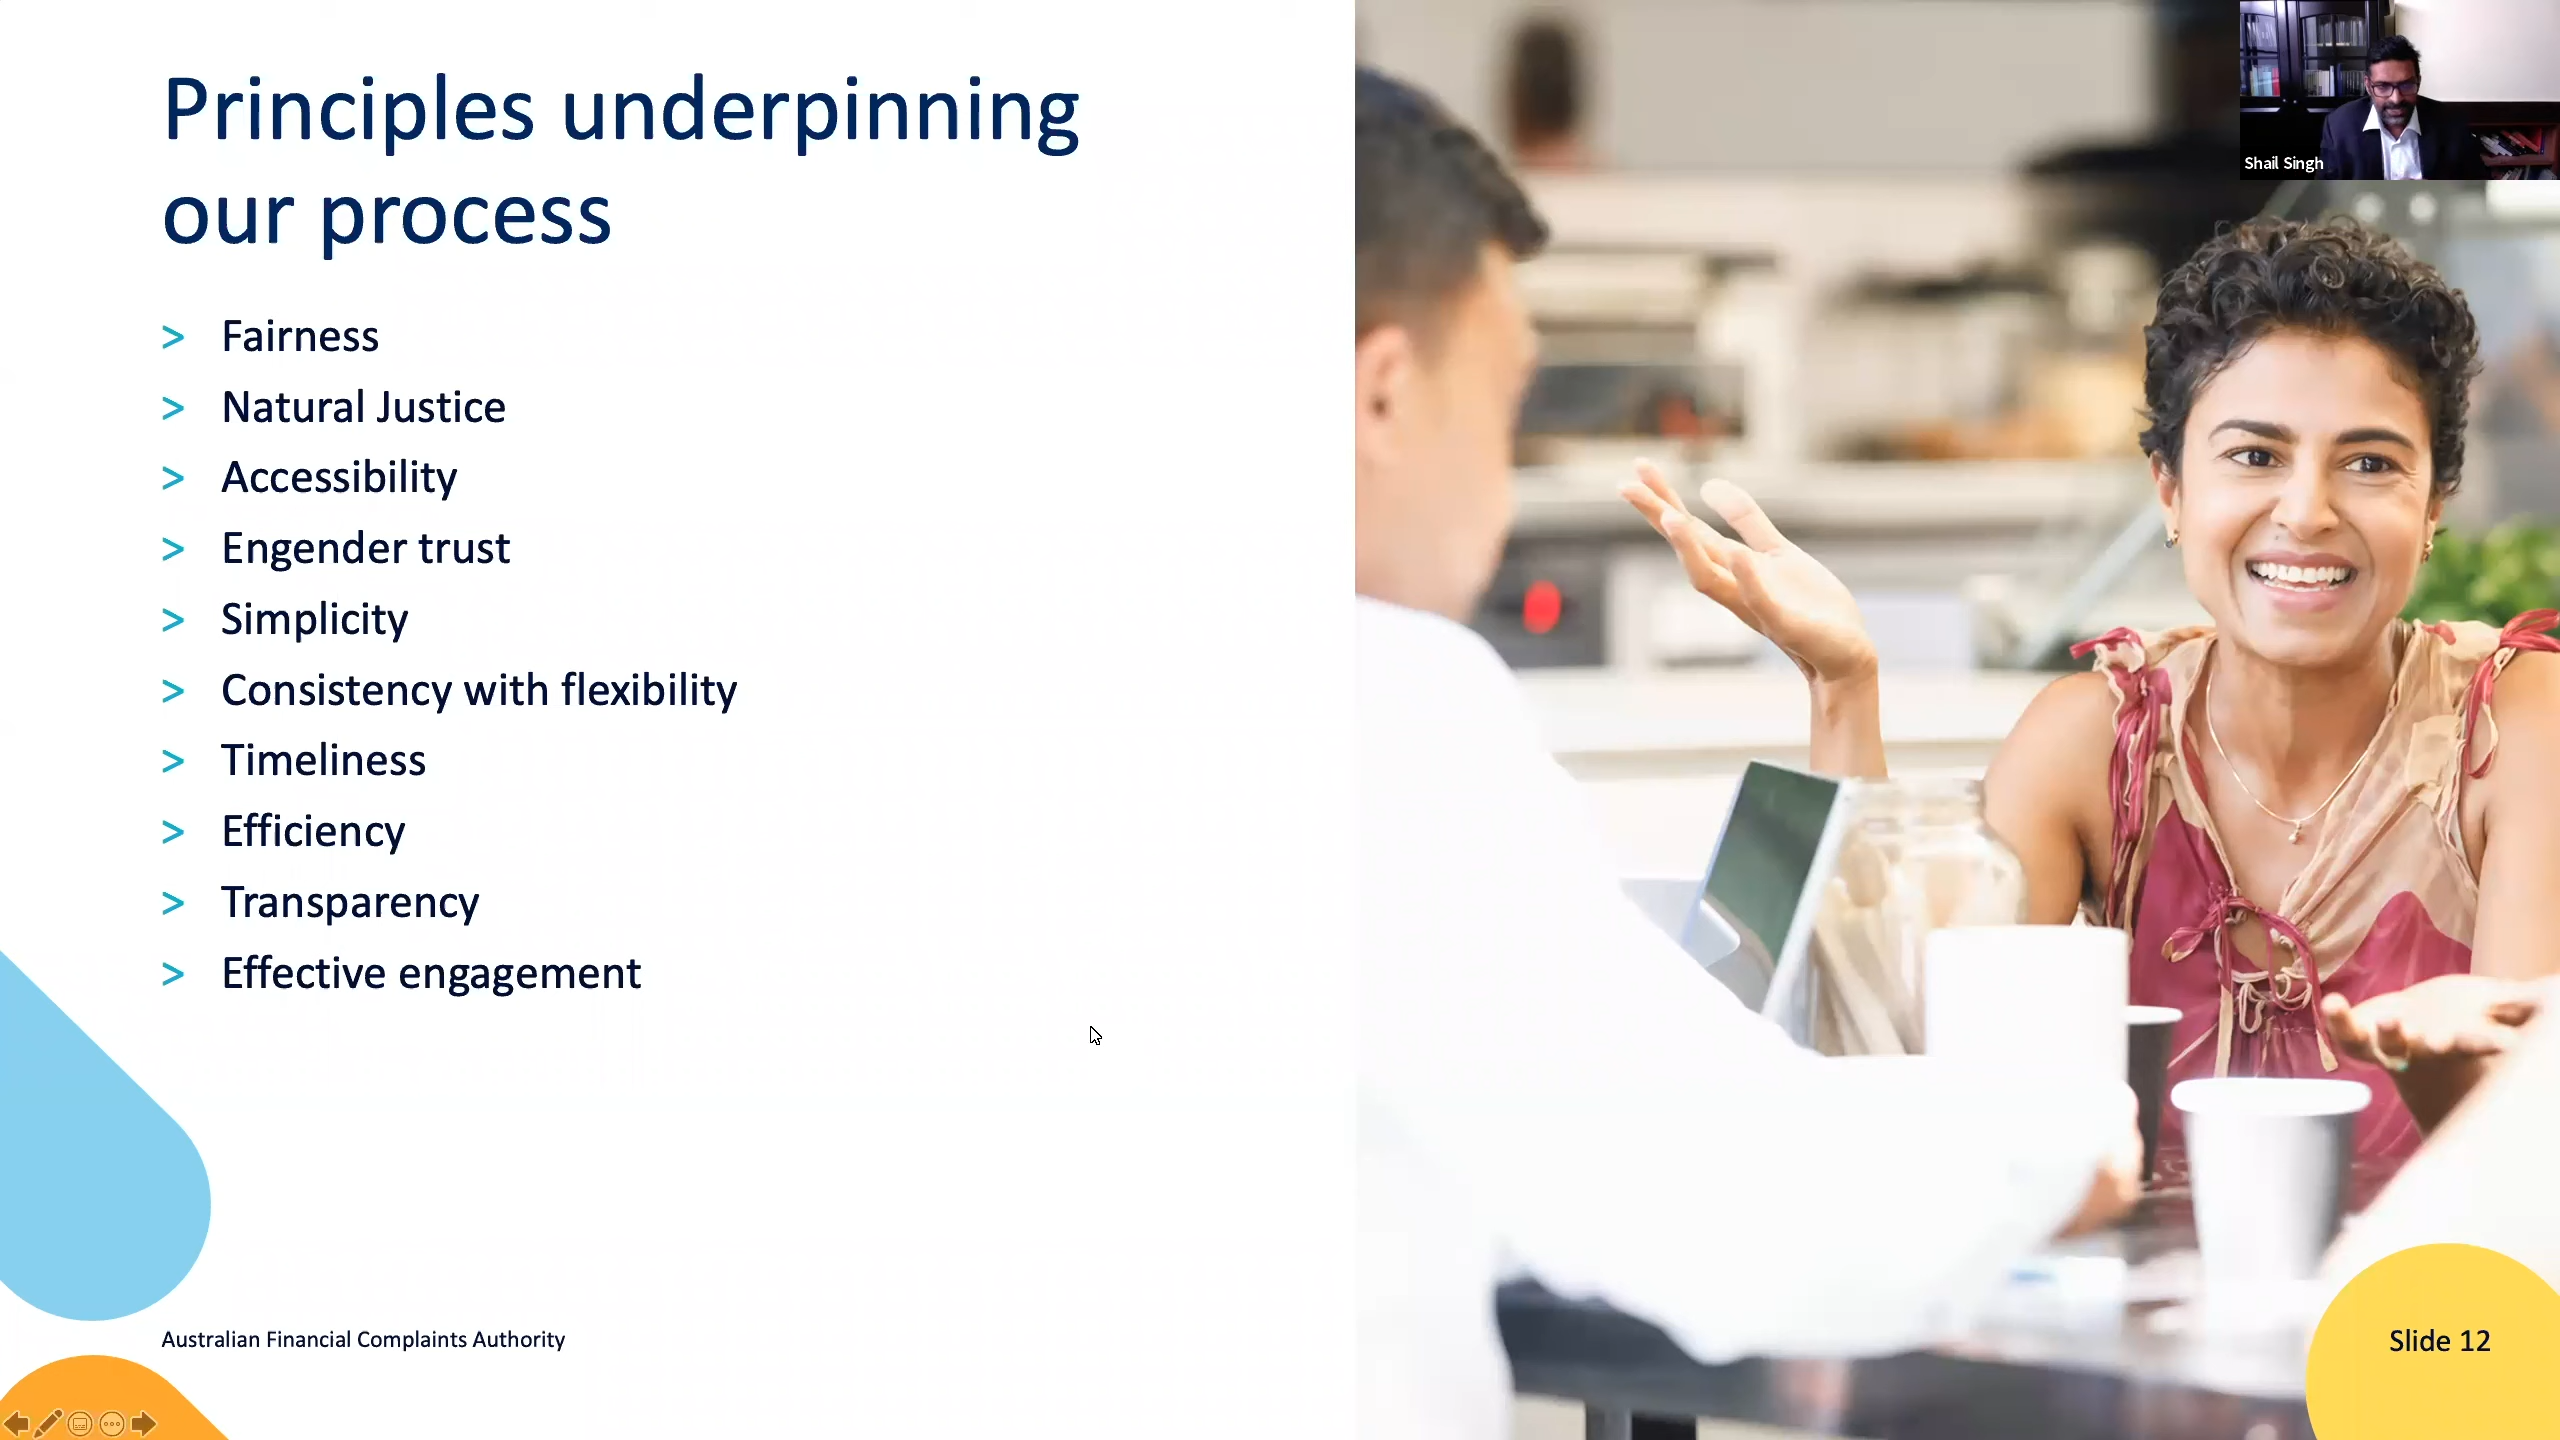 Principles underpinning
our process
> Fairness
> Natural Justice
> Accessibility
> Engender trust
> Simplicity
> Consistency with flexibility
> Timeliness
> Efficiency
> Transparency
> Effective engagement
Australian Financial Complaints Authority
Shail Singh
Slide 12